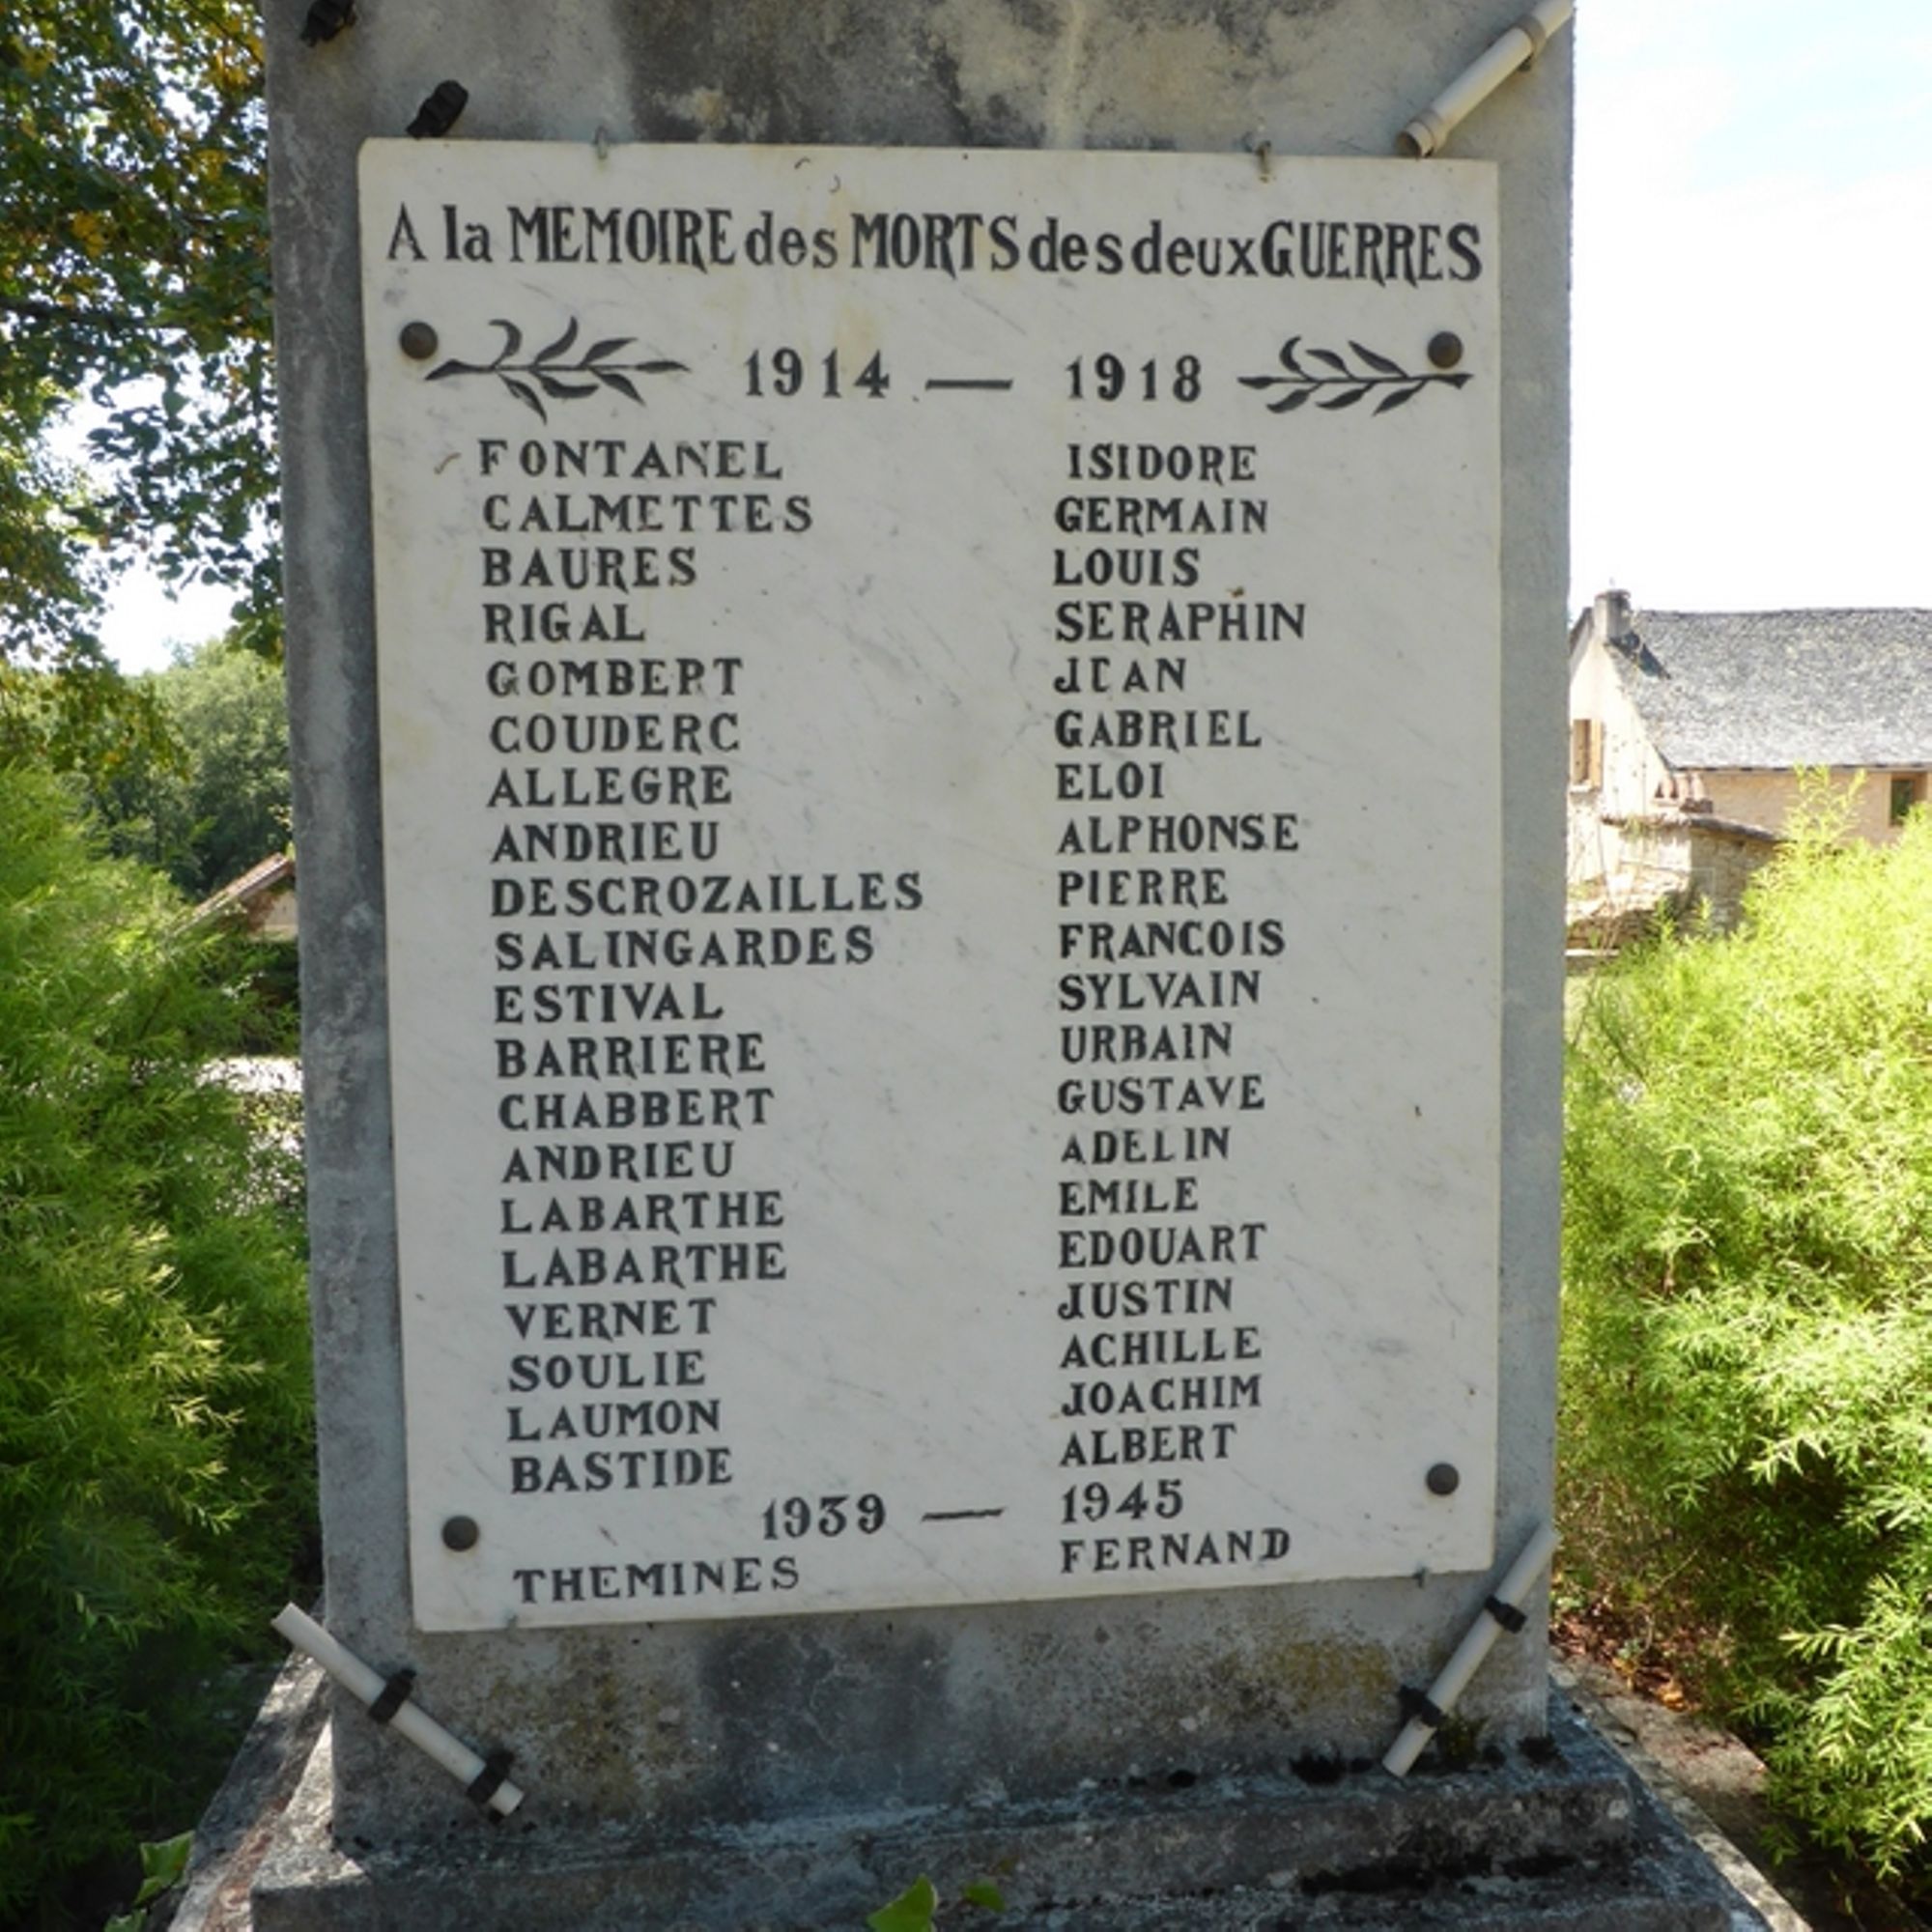 A la MEMOIRE des MORTS des deux GUERRES
1914 — 1918
FONTANEL ISIDORE
CALMETTES GERMAIN
BAURES LOUIS
RIGAL SERAPHIN
GOMBERT JEAN
COUDERC GABRIEL
ALLEGRE ELOI
ANDRIEU ALPHONSE
DESCROZAILLES PIERRE
SALINGARDES FRANCOIS
ESTIVAL SYLVAIN
BARRIERE URBAIN
CHABBERT GUSTAVE
ANDRIEU ADELIN
LABARTHE EMILE
LABARTHE EDOUART
VERNET JUSTIN
SOULIE ACHILLE
LAUMON JOACHIM
BASTIDE ALBERT
1939 — 1945
THEMINES FERNAND